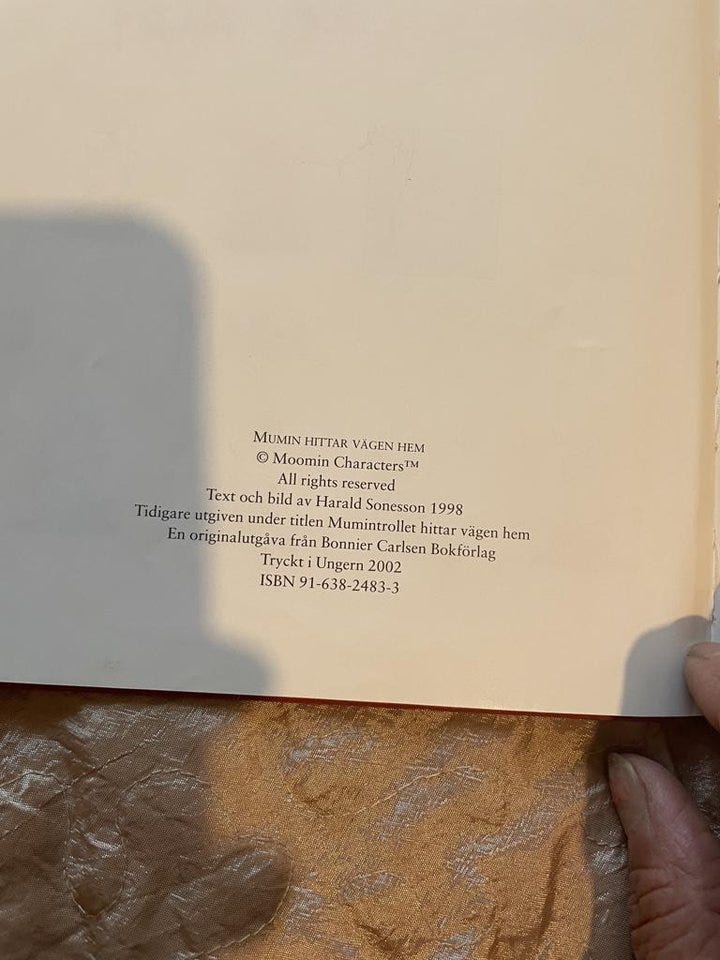 MUMIN HITTAR VÄGEN HEM
© Moomin Characters™
All rights reserved
Text och bild av Harald Sonesson 1998
Tidigare utgiven under titlen Mumintrollet hittar vägen hem
En originalutgåva från Bonnier Carlsen Bokförlag
Tryckt i Ungern 2002
ISBN 91-638-2483-3